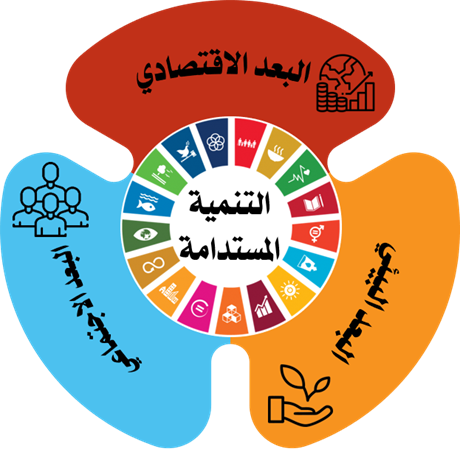 البعد الاقتصادي
التنمية
المستدامة
البعد البيئي
البعد الاجتماعي